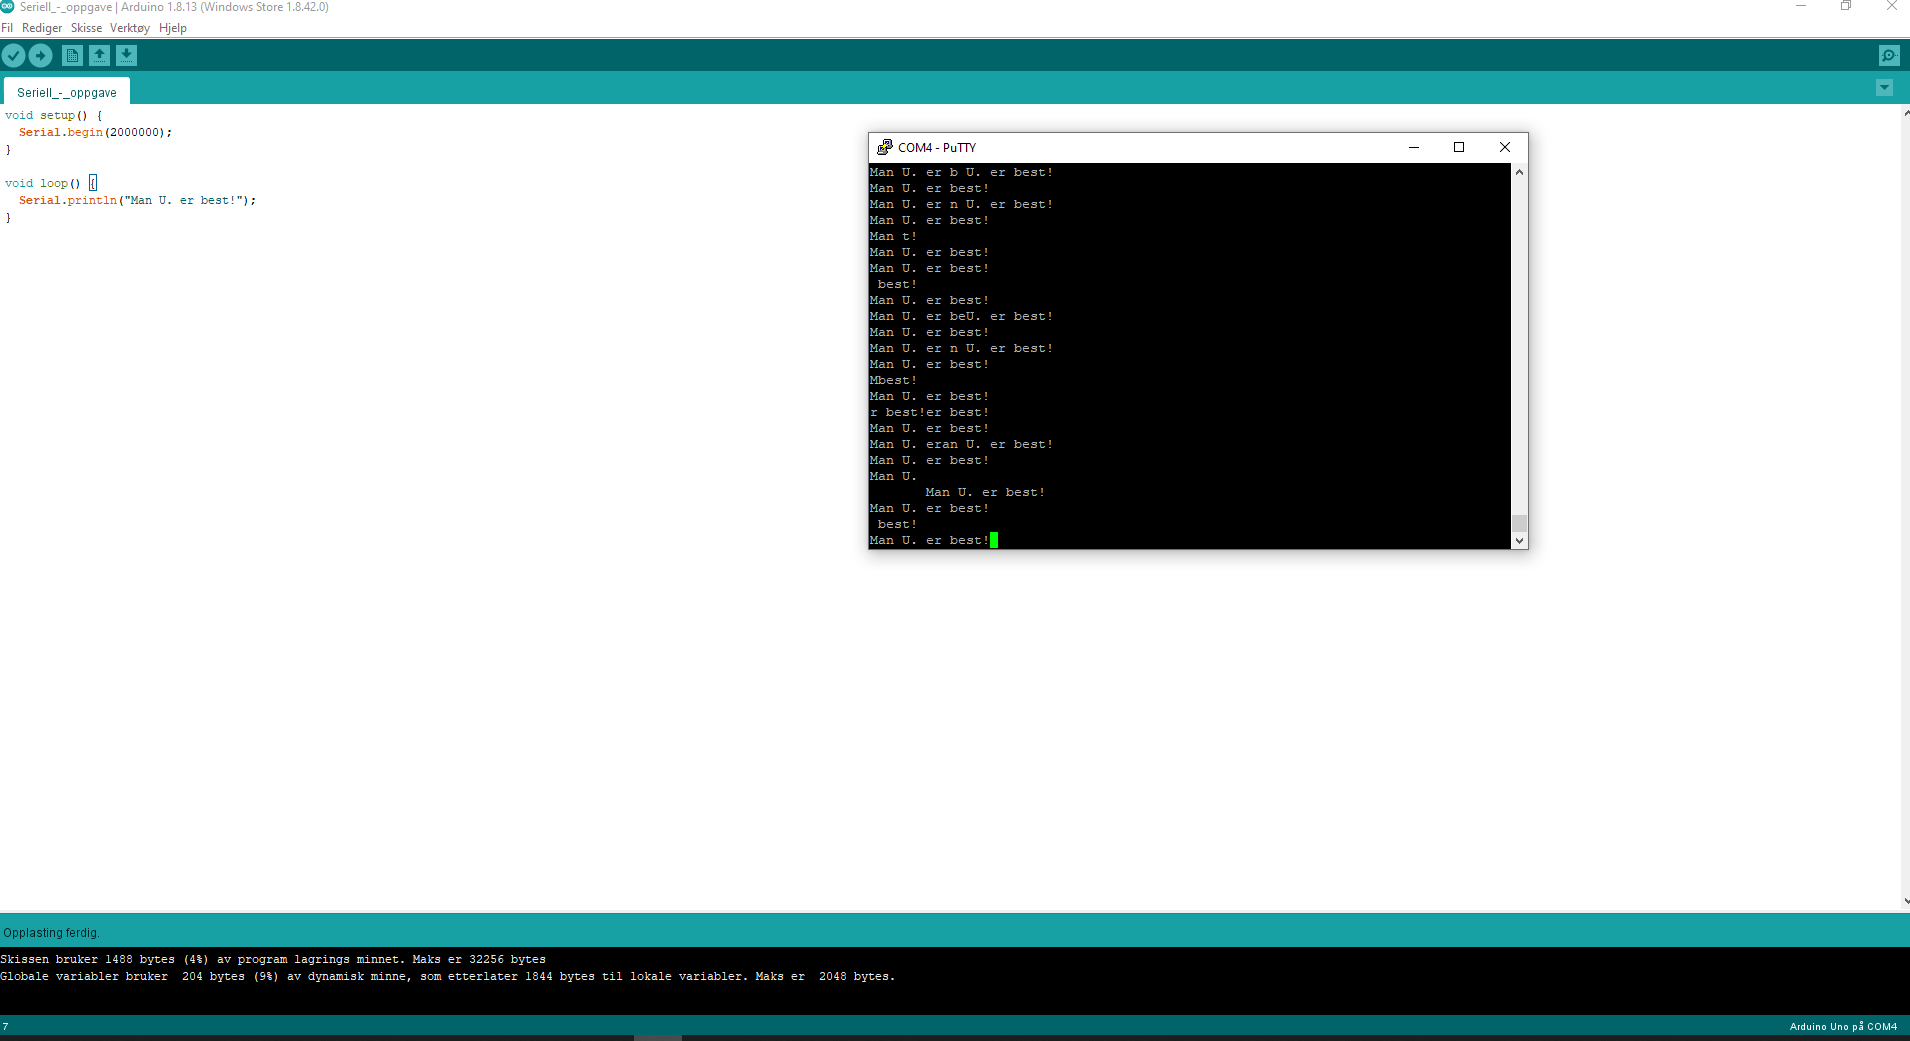 Seriell_-_oppgave | Arduino 1.8.13 (Windows Store 1.8.42.0)
Fil Rediger Skisse Verktøy Hjelp
Seriell_-_oppgave
void setup() {
  Serial.begin(2000000);
}
void loop() {
  Serial.println("Man U. er best!");
}
COM4 - PuTTY
Man U. er b U. er best!
Man U. er best!
Man U. er n U. er best!
Man U. er best!
Man t!
Man U. er best!
Man U. er best!
 best!
Man U. er best!
Man U. er beU. er best!
Man U. er best!
Man U. er n U. er best!
Man U. er best!
Mbest!
Man U. er best!
r best!er best!
Man U. er best!
Man U. eran U. er best!
Man U. er best!
Man U.
       Man U. er best!
Man U. er best!
 best!
Man U. er best!
Opplasting ferdig.
Skissen bruker 1488 bytes (4%) av program lagrings minnet. Maks er 32256 bytes
Globale variabler bruker  204 bytes (9%) av dynamisk minne, som etterlater 1844 bytes til lokale variabler. Maks er  2048 bytes.
7
Arduino Uno på COM4